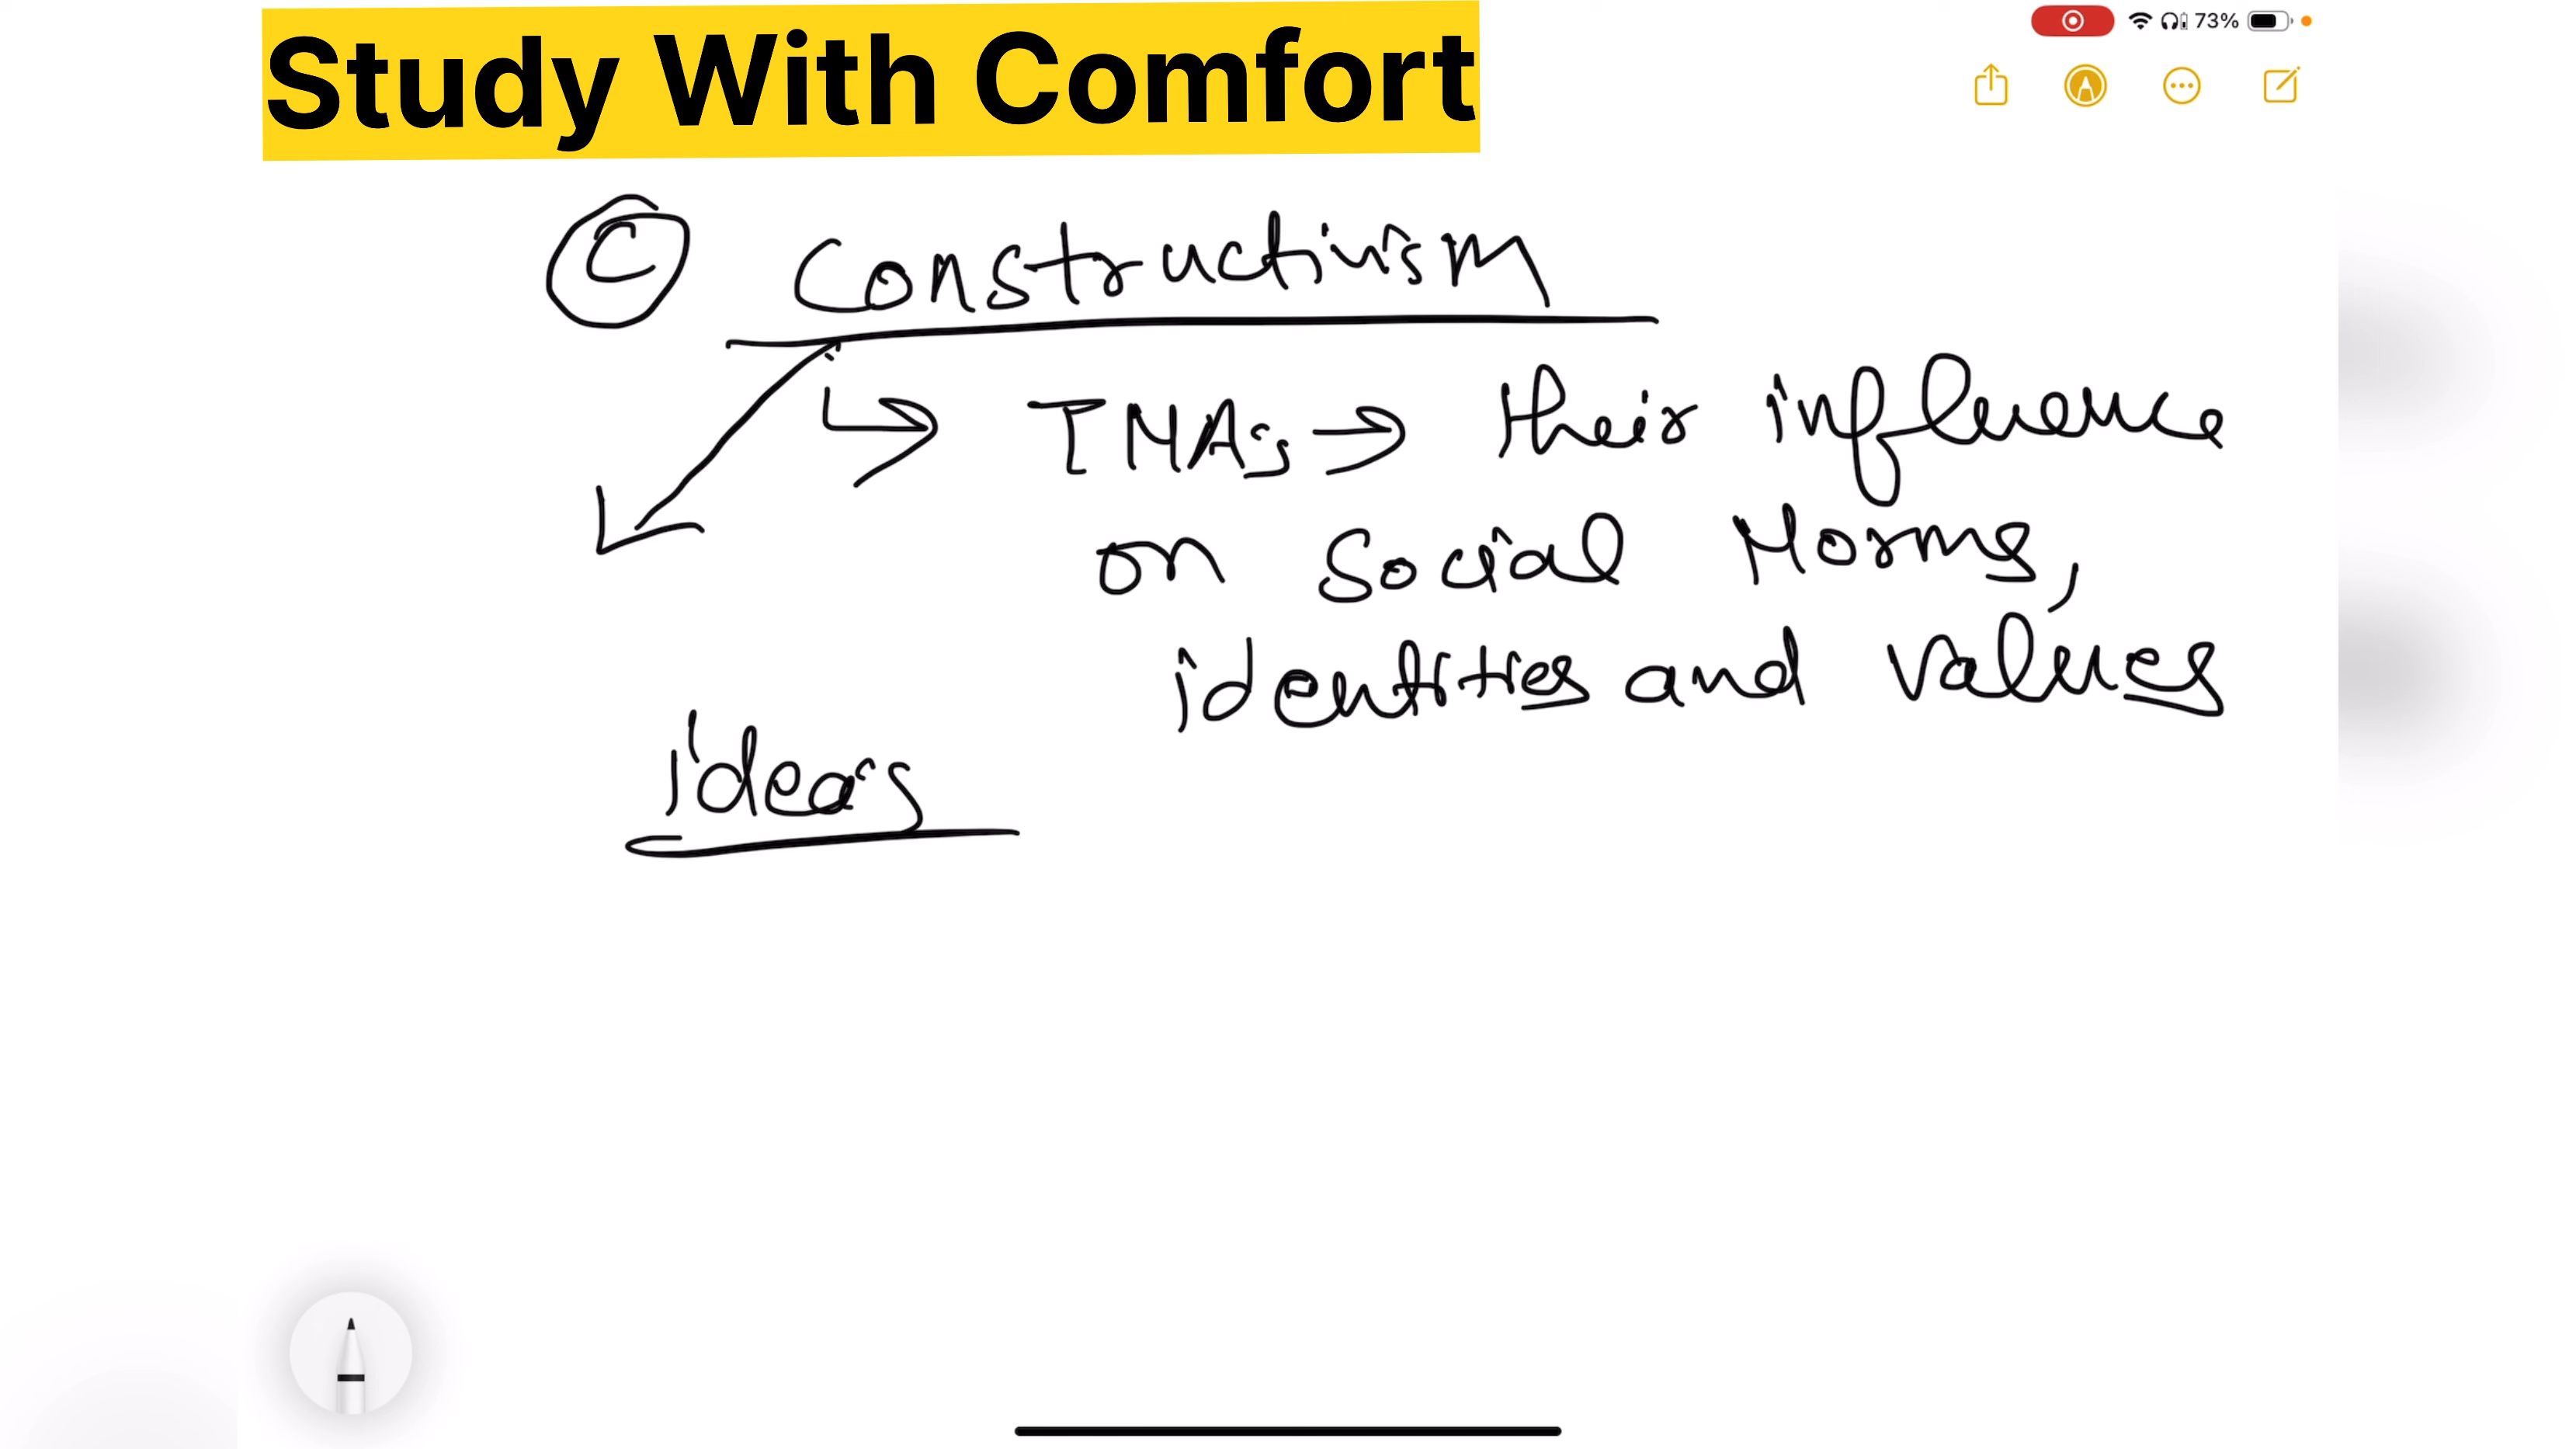 Study With Comfort
73%
C Constructivism
TNAs → their influence
on Social Norms,
identities and values
ideas